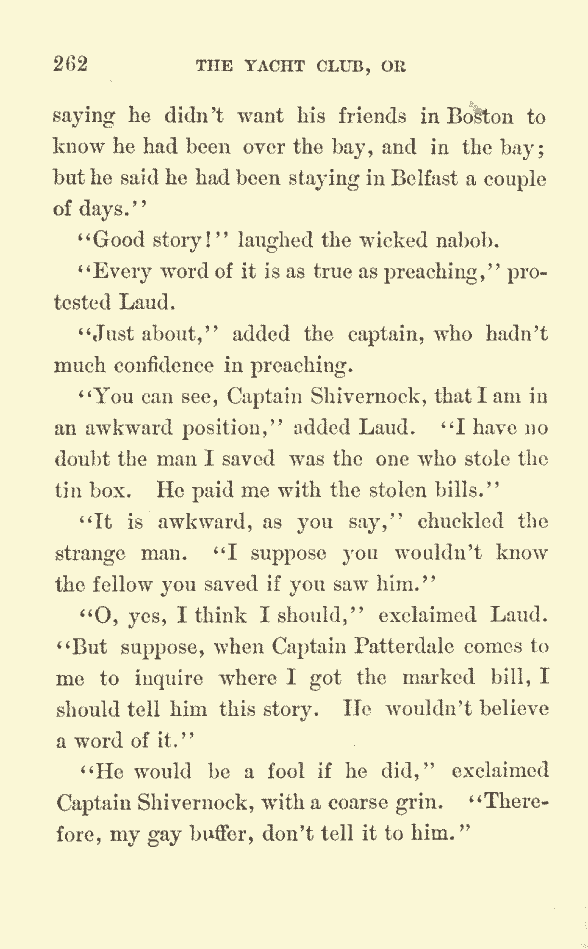 262 THE YACHT CLUB, OR
saying he didn't want his friends in Boston to
know he had been over the bay, and in the bay;
but he said he had been staying in Belfast a couple
of days."
"Good story!" laughed the wicked nabob.
"Every word of it is as true as preaching," pro-
tested Laud.
"Just about," added the captain, who hadn't
much confidence in preaching.
"You can see, Captain Shivernock, that I am in
an awkward position," added Laud. "I have no
doubt the man I saved was the one who stole the
tin box. He paid me with the stolen bills."
"It is awkward, as you say," chuckled the
strange man. "I suppose you wouldn't know
the fellow you saved if you saw him."
"O, yes, I think I should," exclaimed Laud.
"But suppose, when Captain Patterdale comes to
me to inquire where I got the marked bill, I
should tell him this story. He wouldn't believe
a word of it."
"He would be a fool if he did," exclaimed
Captain Shivernock, with a coarse grin. "There-
fore, my gay buffer, don't tell it to him."